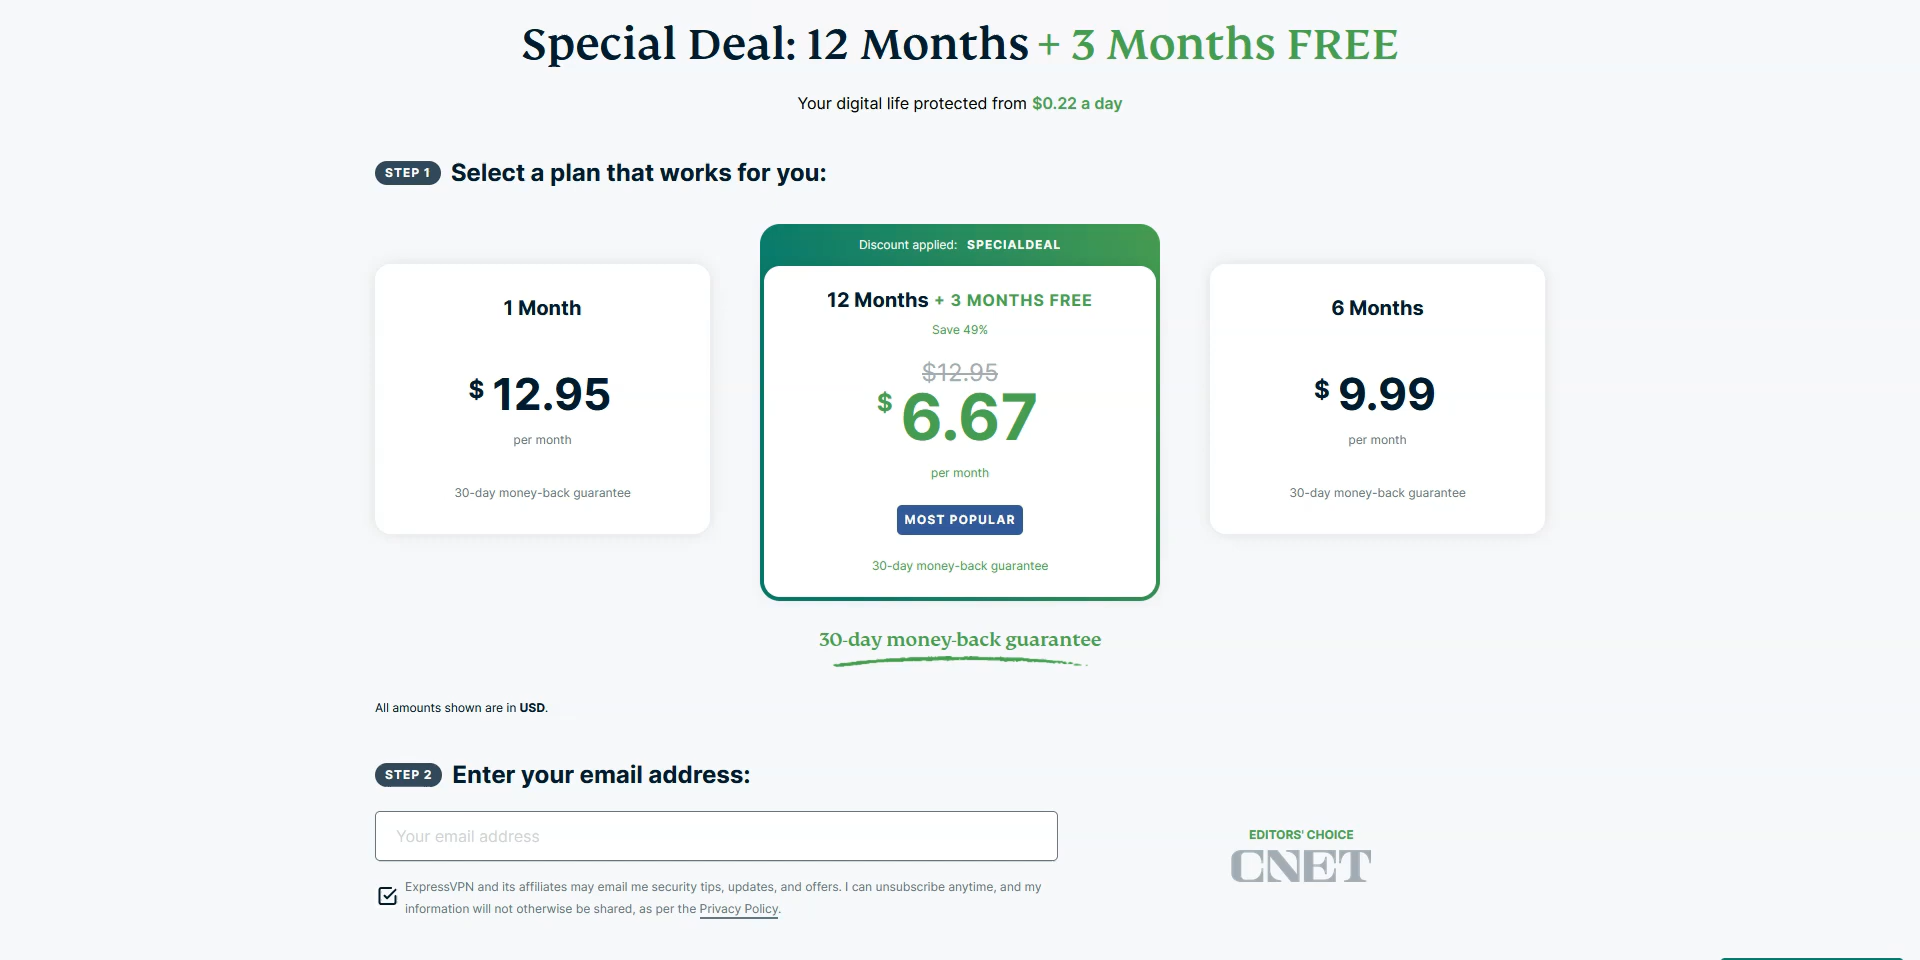 Special Deal: 12 Months + 3 Months FREE
Your digital life protected from $0.22 a day
STEP 1 Select a plan that works for you:
1 Month
$ 12.95
per month
30-day money-back guarantee
Discount applied: SPECIALDEAL
12 Months + 3 MONTHS FREE
Save 49%
$12.95
$ 6.67
per month
MOST POPULAR
30-day money-back guarantee
6 Months
$ 9.99
per month
30-day money-back guarantee
30-day money-back guarantee
All amounts shown are in USD.
STEP 2 Enter your email address:
Your email address
ExpressVPN and its affiliates may email me security tips, updates, and offers. I can unsubscribe anytime, and my
information will not otherwise be shared, as per the Privacy Policy.
EDITORS' CHOICE
CNET